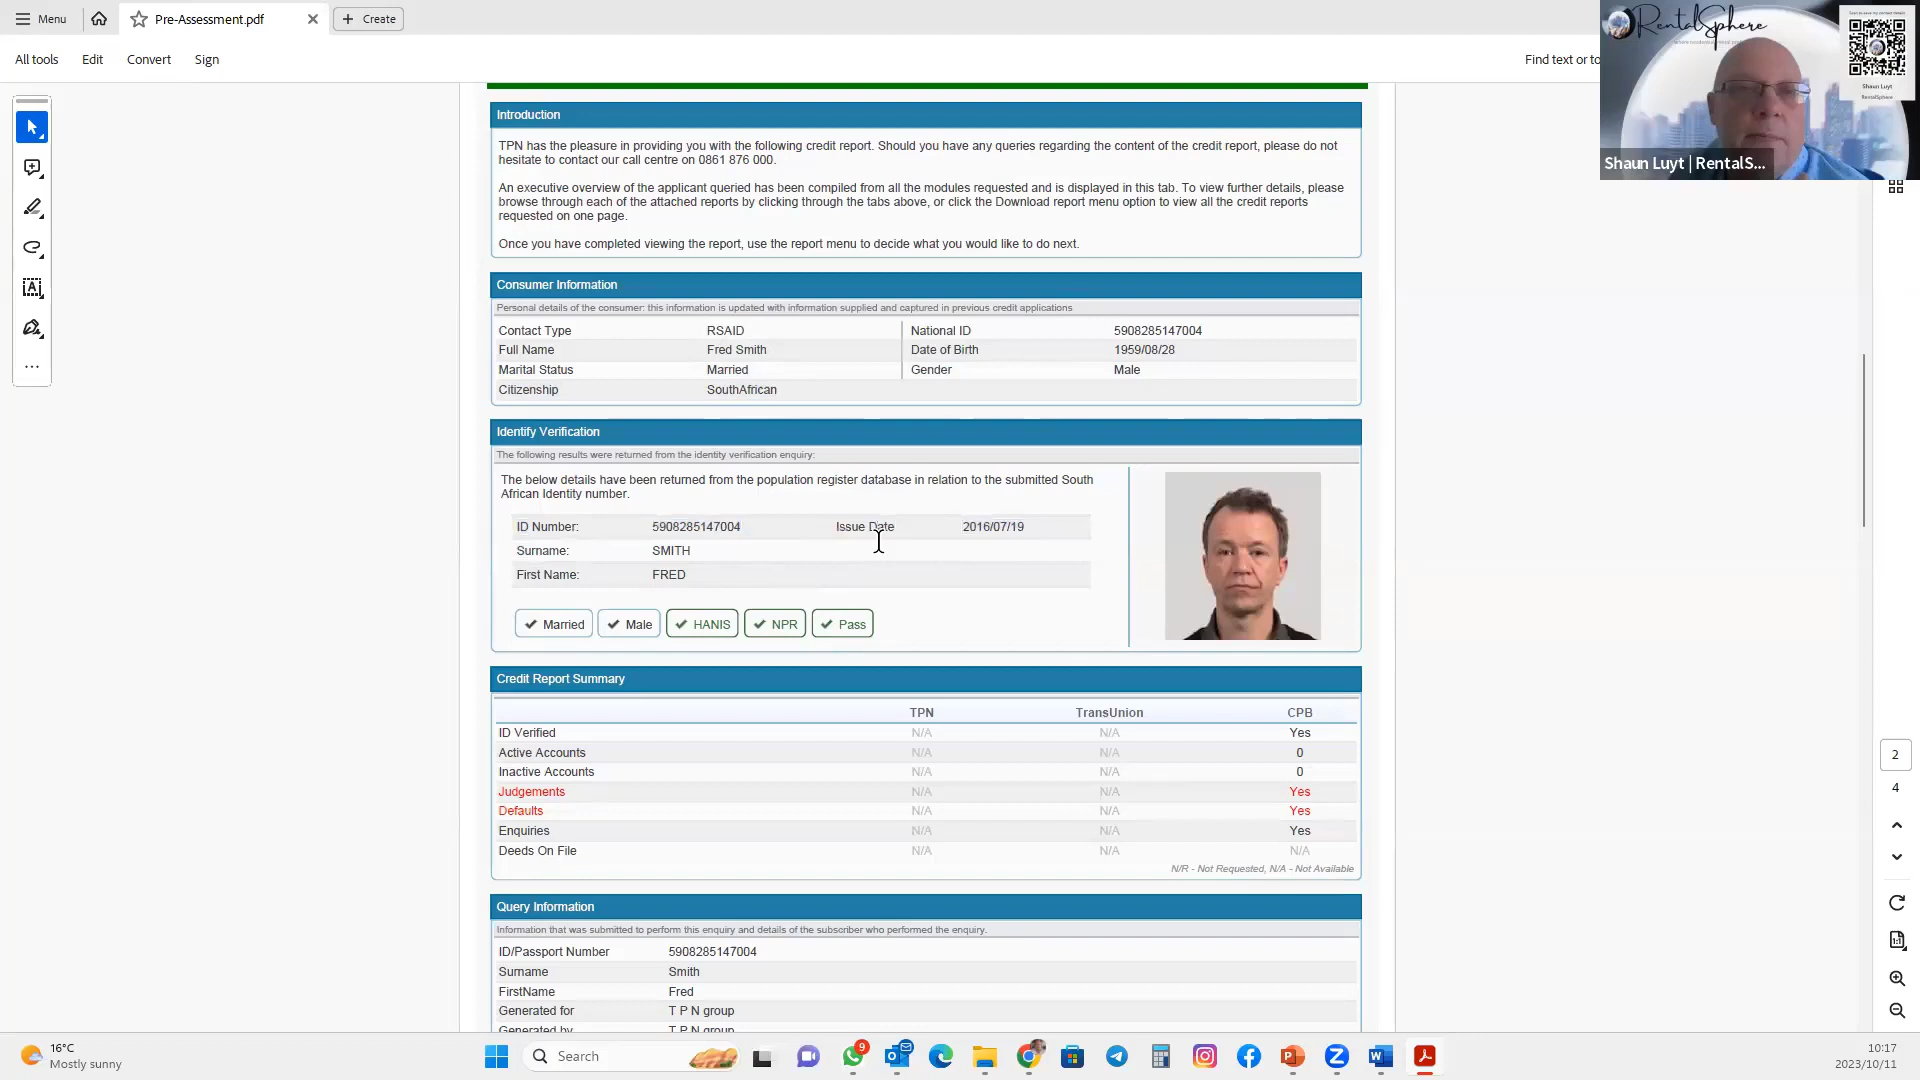 Menu
Pre-Assessment.pdf
Create
All tools
Edit
Convert
Sign
Find text or to
RentalSphere
Shaun Luyt
RentalSphere
Shaun Luyt | RentalS...
Introduction
TPN has the pleasure in providing you with the following credit report. Should you have any queries regarding the content of the credit report, please do not
hesitate to contact our call centre on 0861 876 000.
An executive overview of the applicant queried has been compiled from all the modules requested and is displayed in this tab. To view further details, please
browse through each of the attached reports by clicking through the tabs above, or click the Download report menu option to view all the credit reports
requested on one page.
Once you have completed viewing the report, use the report menu to decide what you would like to do next.
Consumer Information
Personal details of the consumer: this information is updated with information supplied and captured in previous credit applications
Contact Type RSAID National ID 5908285147004
Full Name Fred Smith Date of Birth 1959/08/28
Marital Status Married Gender Male
Citizenship SouthAfrican
Identify Verification
The following results were returned from the identity verification enquiry:
The below details have been returned from the population register database in relation to the submitted South
African Identity number.
ID Number: 5908285147004 Issue Date 2016/07/19
Surname: SMITH
First Name: FRED
Married Male HANIS NPR Pass
Credit Report Summary
TPN TransUnion CPB
ID Verified N/A N/A Yes
Active Accounts N/A N/A 0
Inactive Accounts N/A N/A 0
Judgements N/A N/A Yes
Defaults N/A N/A Yes
Enquiries N/A N/A Yes
Deeds On File N/A N/A N/A
N/R - Not Requested, N/A - Not Available
Query Information
Information that was submitted to perform this enquiry and details of the subscriber who performed the enquiry.
ID/Passport Number 5908285147004
Surname Smith
FirstName Fred
Generated for T P N group
Generated by T P N group
2
4
16°C
Mostly sunny
Search
9
10:17
2023/10/11